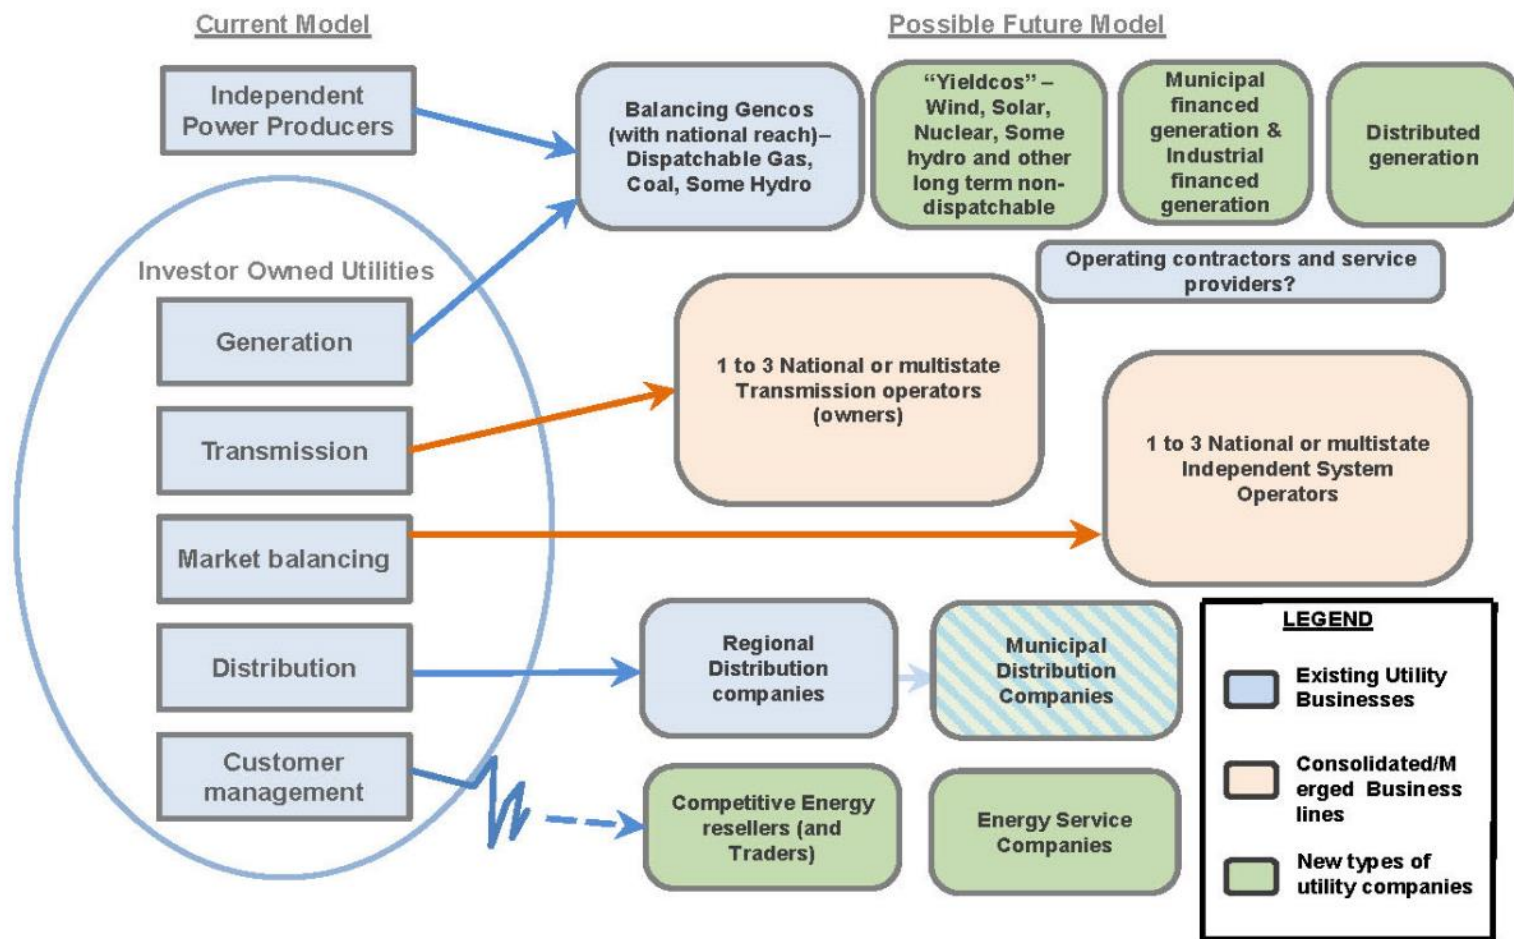 Current Model
Possible Future Model
Independent
Power Producers
Balancing Gencos
(with national reach)–
Dispatchable Gas,
Coal, Some Hydro
“Yieldcos” –
Wind, Solar,
Nuclear, Some
hydro and other
long term non-
dispatchable
Municipal
financed
generation &
Industrial
financed
generation
Distributed
generation
Operating contractors and service
providers?
Investor Owned Utilities
Generation
1 to 3 National or multistate
Transmission operators
(owners)
Transmission
1 to 3 National or multistate
Independent System
Operators
Market balancing
Distribution
Regional
Distribution
companies
Municipal
Distribution
Companies
Customer
management
Competitive Energy
resellers (and
Traders)
Energy Service
Companies
LEGEND
Existing Utility
Businesses
Consolidated/M
erged Business
lines
New types of
utility companies